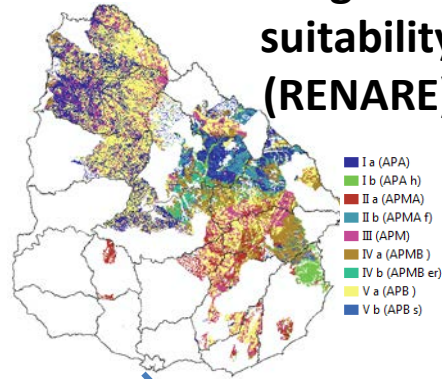 suitability
(RENARE)
I a (APA)
I b (APA h)
II a (APMA)
II b (APMA f)
III (APM)
IV a (APMB )
IV b (APMB er)
V a (APB )
V b (APB s)